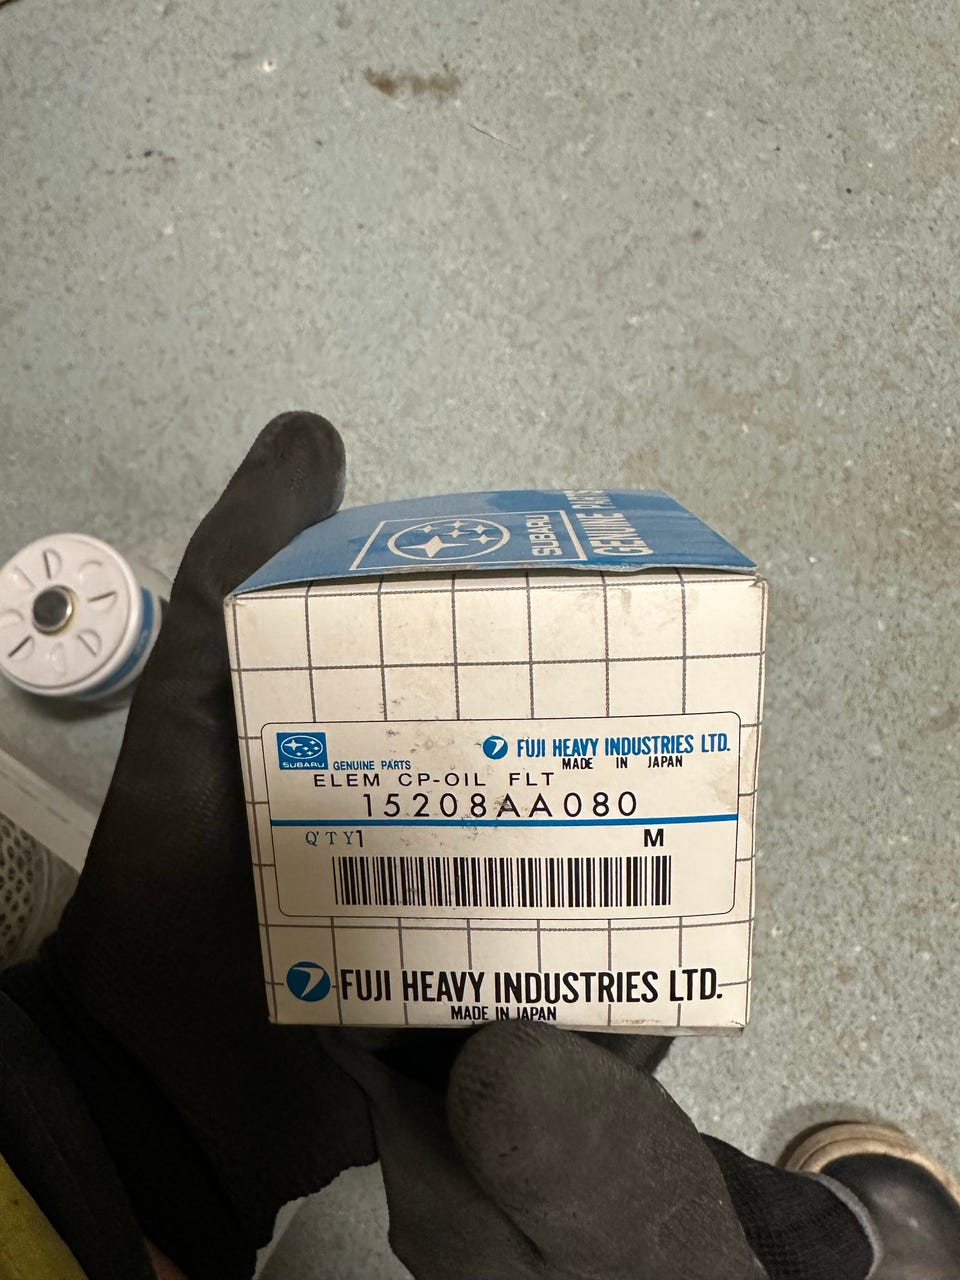 SUBARU
GENUINE PARTS
SUBARU
GENUINE PARTS
FUJI HEAVY INDUSTRIES LTD.
MADE IN JAPAN
ELEM CP-OIL FLT
15208AA080
Q'TY1
M
FUJI HEAVY INDUSTRIES LTD.
MADE IN JAPAN